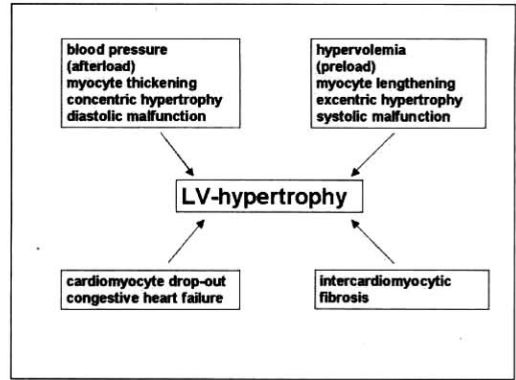 blood pressure
(afterload)
myocyte thickening
concentric hypertrophy
diastolic malfunction
hypervolemia
(preload)
myocyte lengthening
excentric hypertrophy
systolic malfunction
LV-hypertrophy
cardiomyocyte drop-out
congestive heart failure
intercardiomyocytic
fibrosis